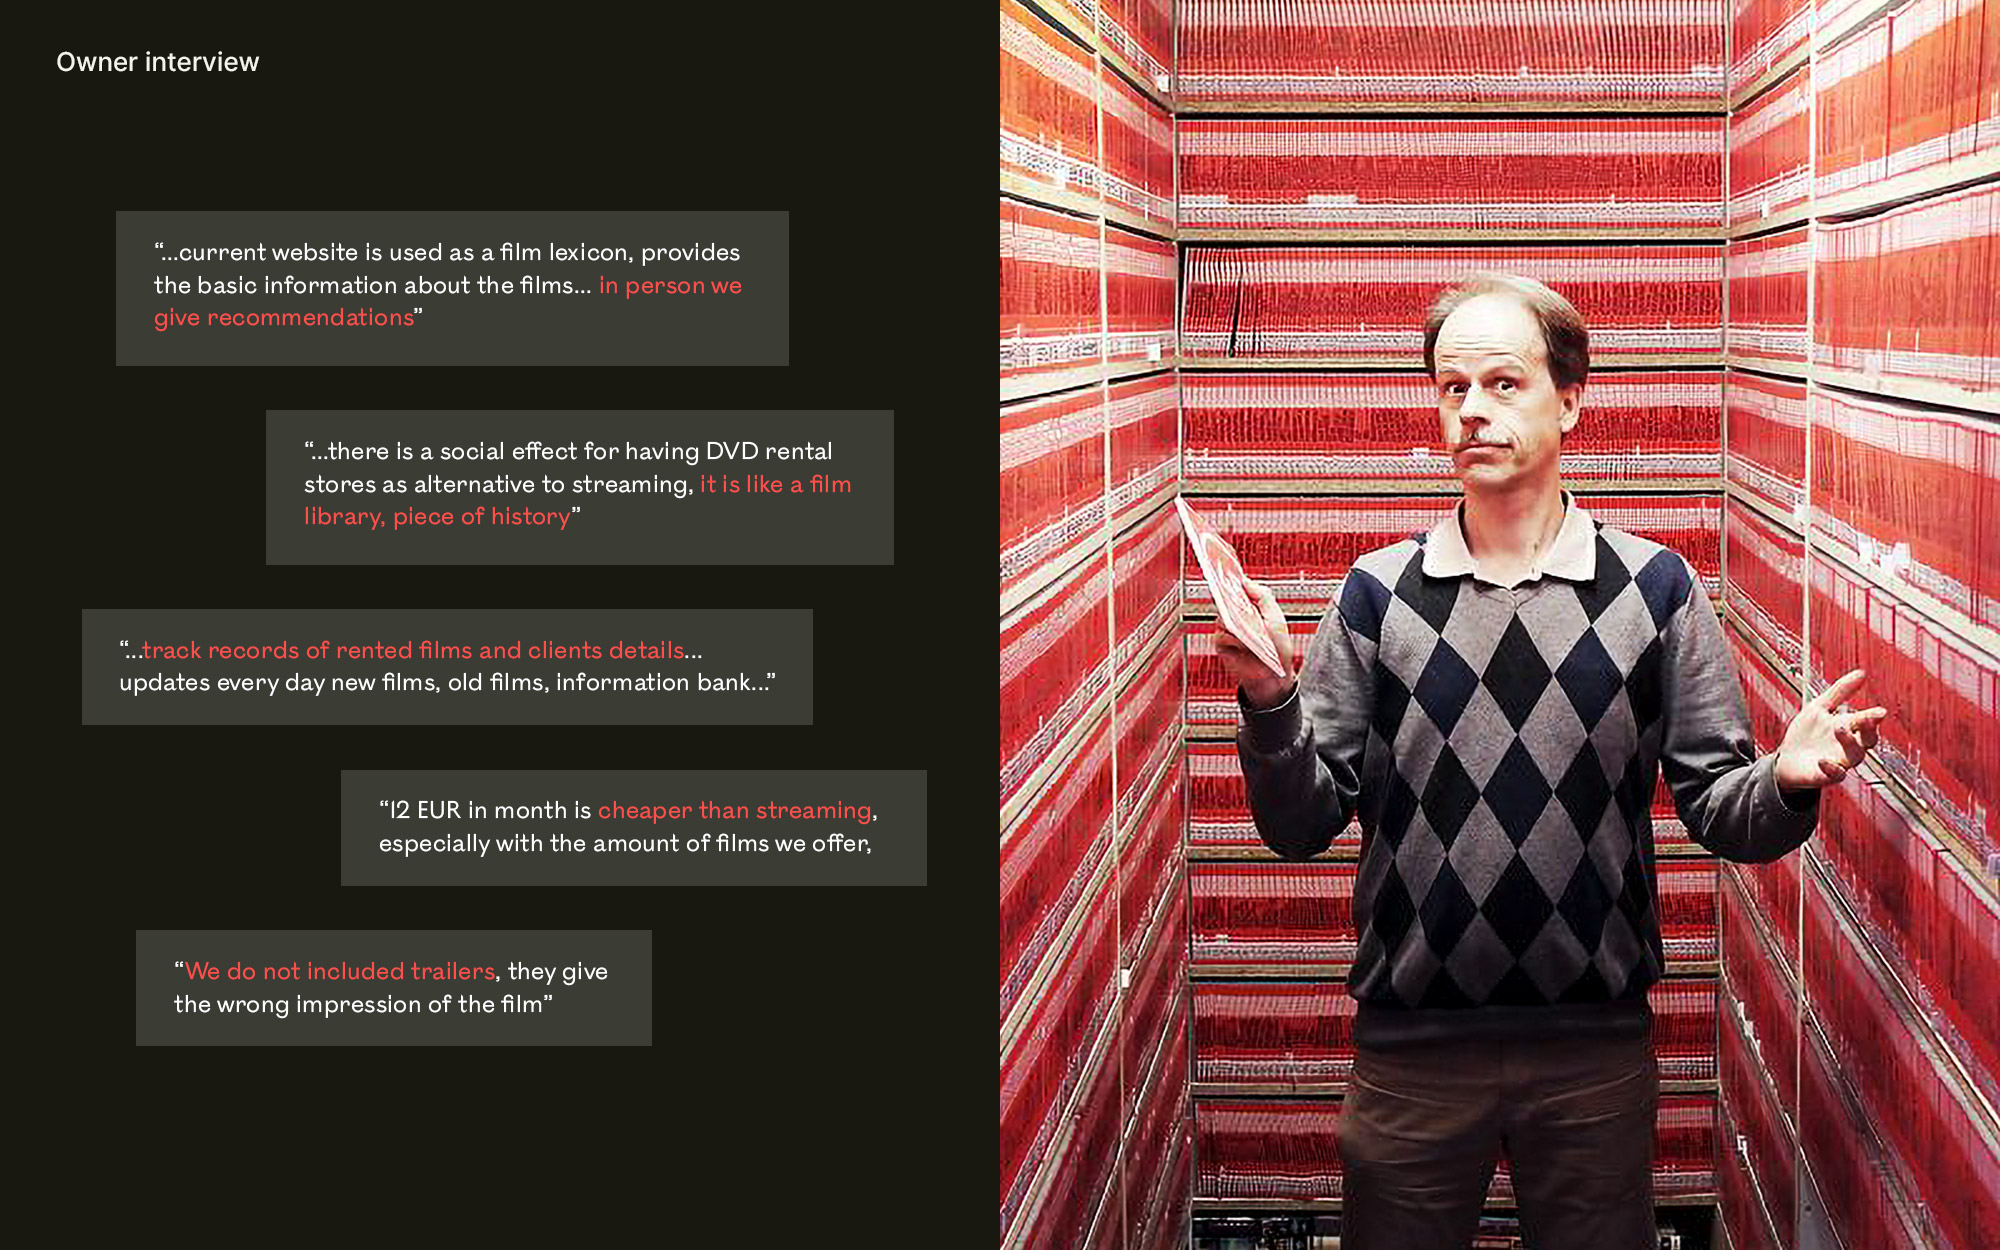 Owner interview
“...current website is used as a film lexicon, provides
the basic information about the films... in person we
give recommendations”
“...there is a social effect for having DVD rental
stores as alternative to streaming, it is like a film
library, piece of history”
“...track records of rented films and clients details...
updates every day new films, old films, information bank...”
“12 EUR in month is cheaper than streaming,
especially with the amount of films we offer,
“We do not included trailers, they give
the wrong impression of the film”